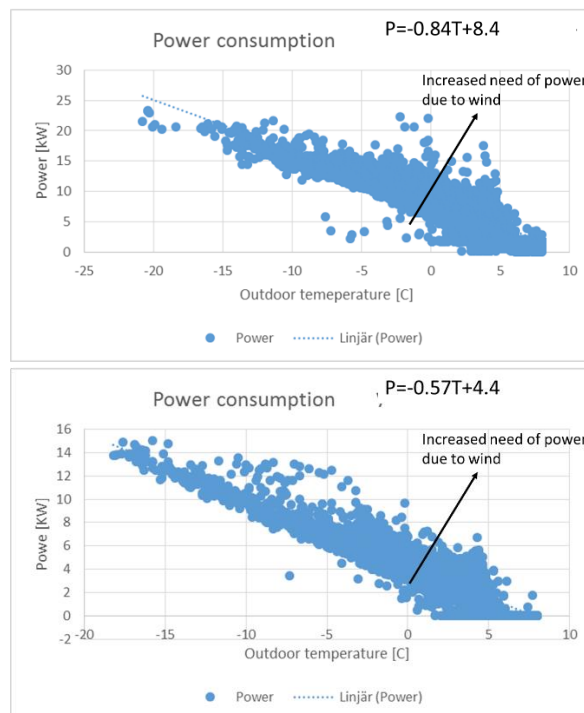 Power consumption
P=-0.84T+8.4
Increased need of power
due to wind
Power [kW]
30
25
20
15
10
5
0
-25 -20 -15 -10 -5 0 5 10
Outdoor temeperature [C]
Power Linjär (Power)
Power consumption
P=-0.57T+4.4
Increased need of power
due to wind
Powe [KW]
16
14
12
10
8
6
4
2
0
-2
-20 -15 -10 -5 0 5 10
Outdoor temperature [C]
Power Linjär (Power)